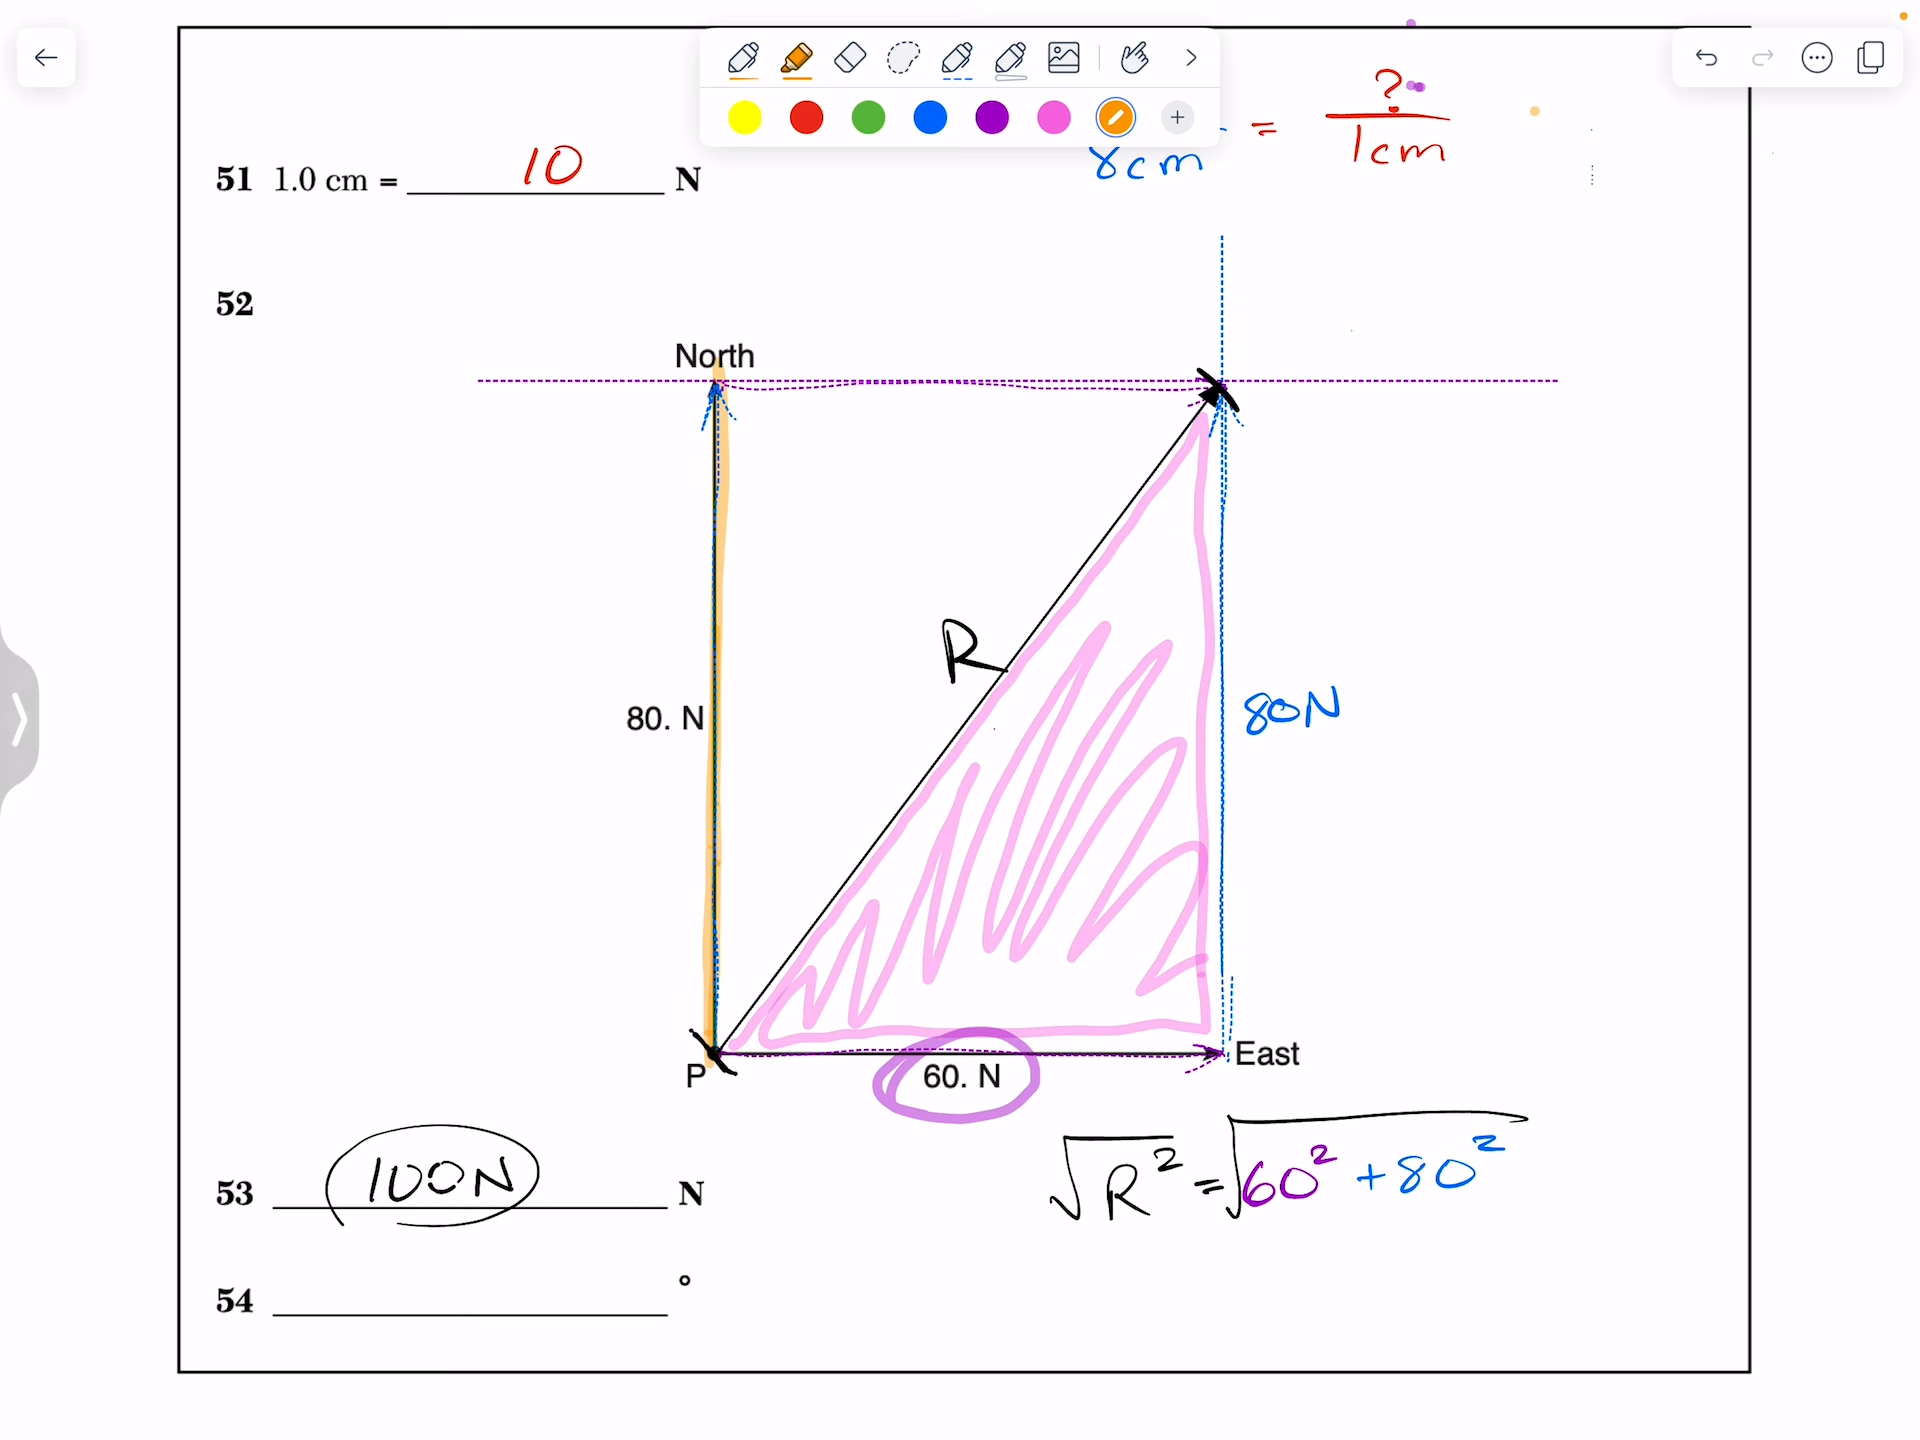 ?
8cm = 1cm
51 1.0 cm = 10 N
52
North
R
80. N
80N
P
60. N
East
√R² = √60² + 80²
53 100N N
54 °